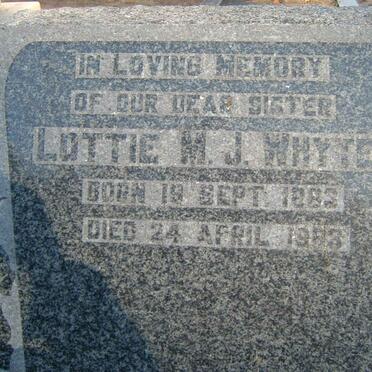 IN LOVING MEMORY
OF OUR DEAR SISTER
LOTTIE M. J. WHYTE
BORN 19 SEPT.
DIED 24 APRIL